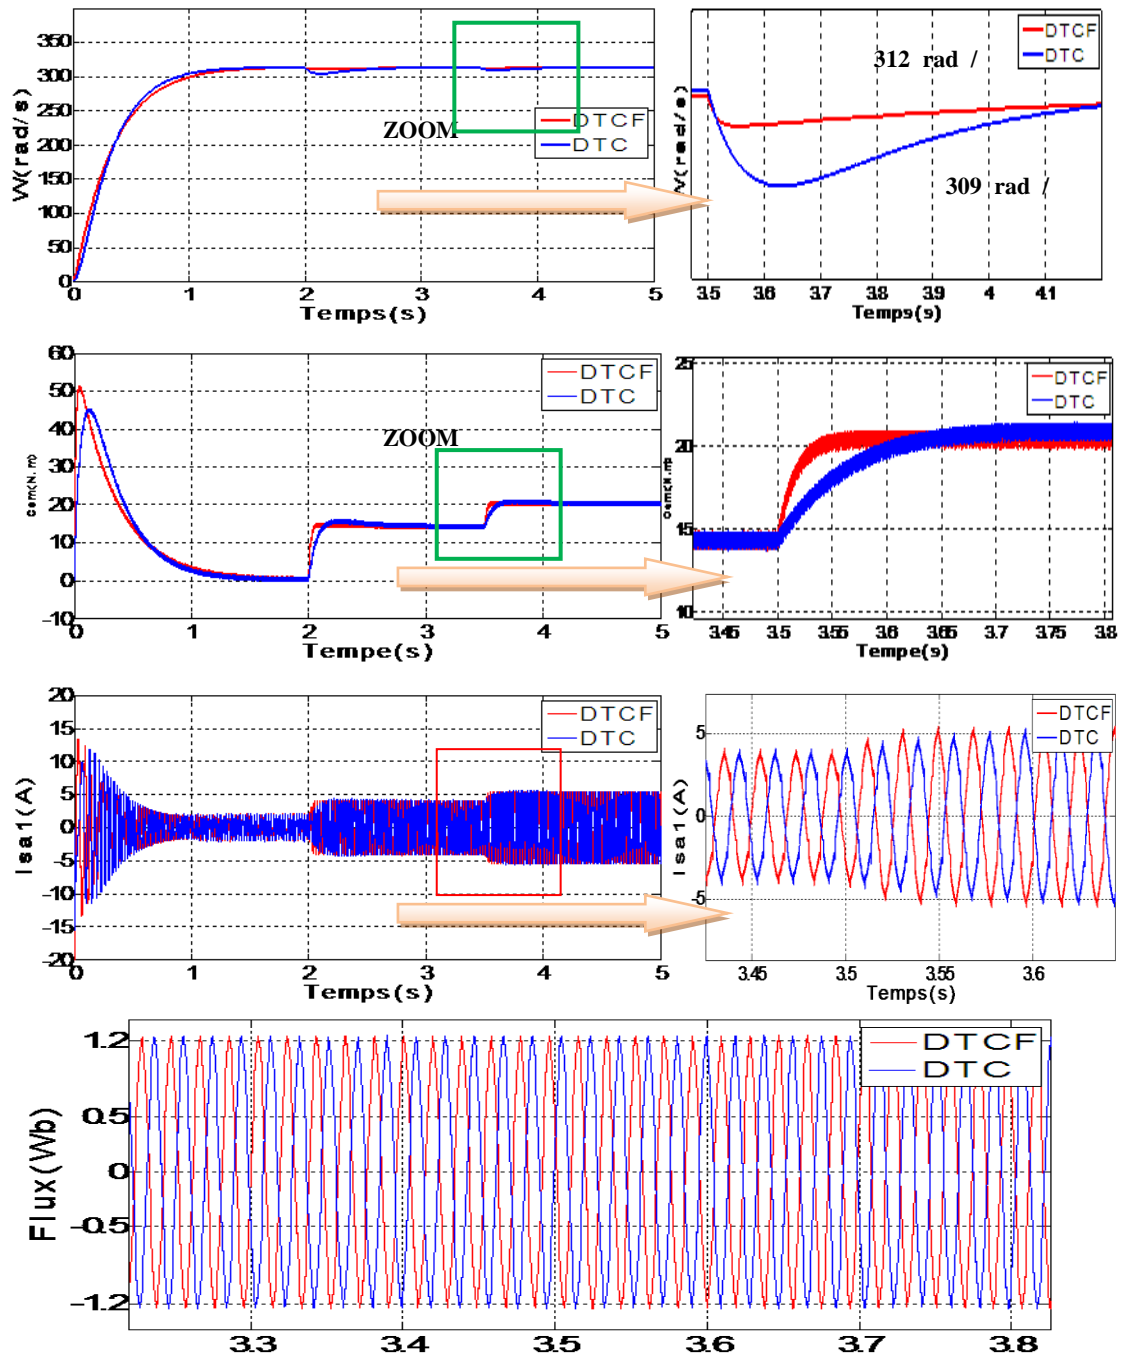 350
300
250
200
150
100
50
0
W(rad/s)
ZOOM
DTCF
DTC
0 1 2 3 4 5
Temps(s)
312 rad /
309 rad /
DTCF
DTC
W(rad/s)
3.5 3.6 3.7 3.8 3.9 4 4.1
Temps(s)
60
50
40
30
20
10
0
-10
Cem(N.m)
ZOOM
DTCF
DTC
0 1 2 3 4 5
Tempe(s)
25
20
15
10
Cem(N.m)
DTCF
DTC
3.45 3.5 3.55 3.6 3.65 3.7 3.75 3.8
Tempe(s)
20
15
10
5
0
-5
-10
-15
-20
Isa1(A)
DTCF
DTC
0 1 2 3 4 5
Temps(s)
5
0
-5
Isa1(A)
DTCF
DTC
3.45 3.5 3.55 3.6
Temps(s)
1.2
0.5
0
-0.5
-1.2
Flux(Wb)
DTCF
DTC
3.3 3.4 3.5 3.6 3.7 3.8